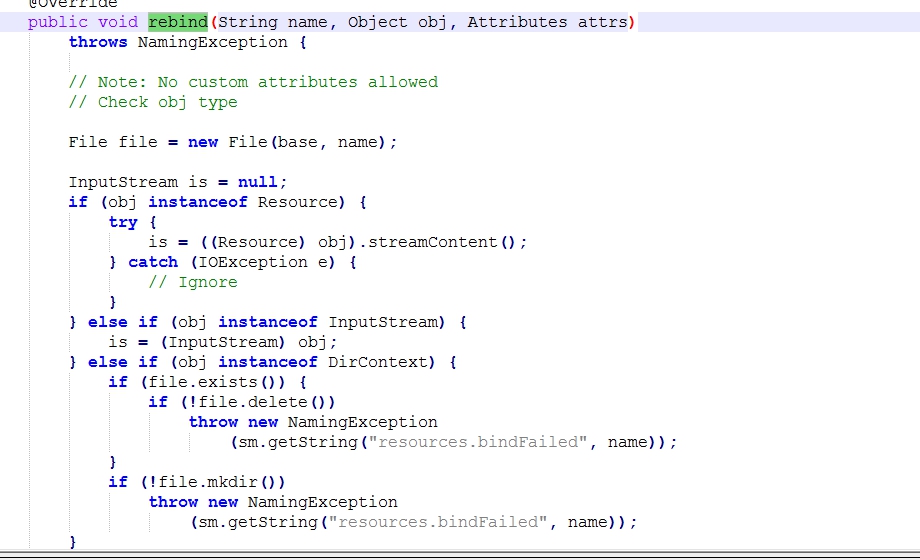 @Override
public void rebind(String name, Object obj, Attributes attrs)
    throws NamingException {

    // Note: No custom attributes allowed
    // Check obj type

    File file = new File(base, name);

    InputStream is = null;
    if (obj instanceof Resource) {
        try {
            is = ((Resource) obj).streamContent();
        } catch (IOException e) {
            // Ignore
        }
    } else if (obj instanceof InputStream) {
        is = (InputStream) obj;
    } else if (obj instanceof DirContext) {
        if (file.exists()) {
            if (!file.delete())
                throw new NamingException
                    (sm.getString("resources.bindFailed", name));
        }
        if (!file.mkdir())
            throw new NamingException
                (sm.getString("resources.bindFailed", name));
    }